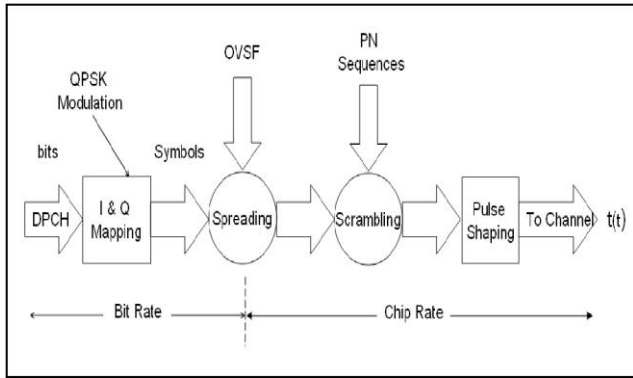 OVSF
PN
Sequences
QPSK
Modulation
bits
Symbols
DPCH
I & Q
Mapping
Spreading
Scrambling
Pulse
Shaping
To Channel
t(t)
Bit Rate
Chip Rate